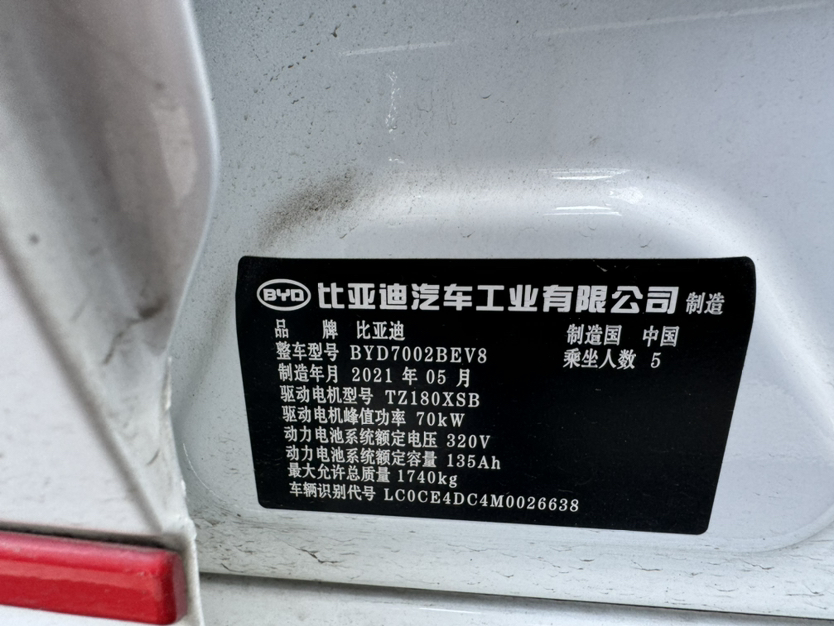 BYD 比亚迪汽车工业有限公司 制造
品 牌 比亚迪 制造国 中国
整车型号 BYD7002BEV8 乘坐人数 5
制造年月 2021 年 05 月
驱动电机型号 TZ180XSB
驱动电机峰值功率 70kW
动力电池系统额定电压 320V
动力电池系统额定容量 135Ah
最大允许总质量 1740kg
车辆识别代号 LC0CE4DC4M0026638